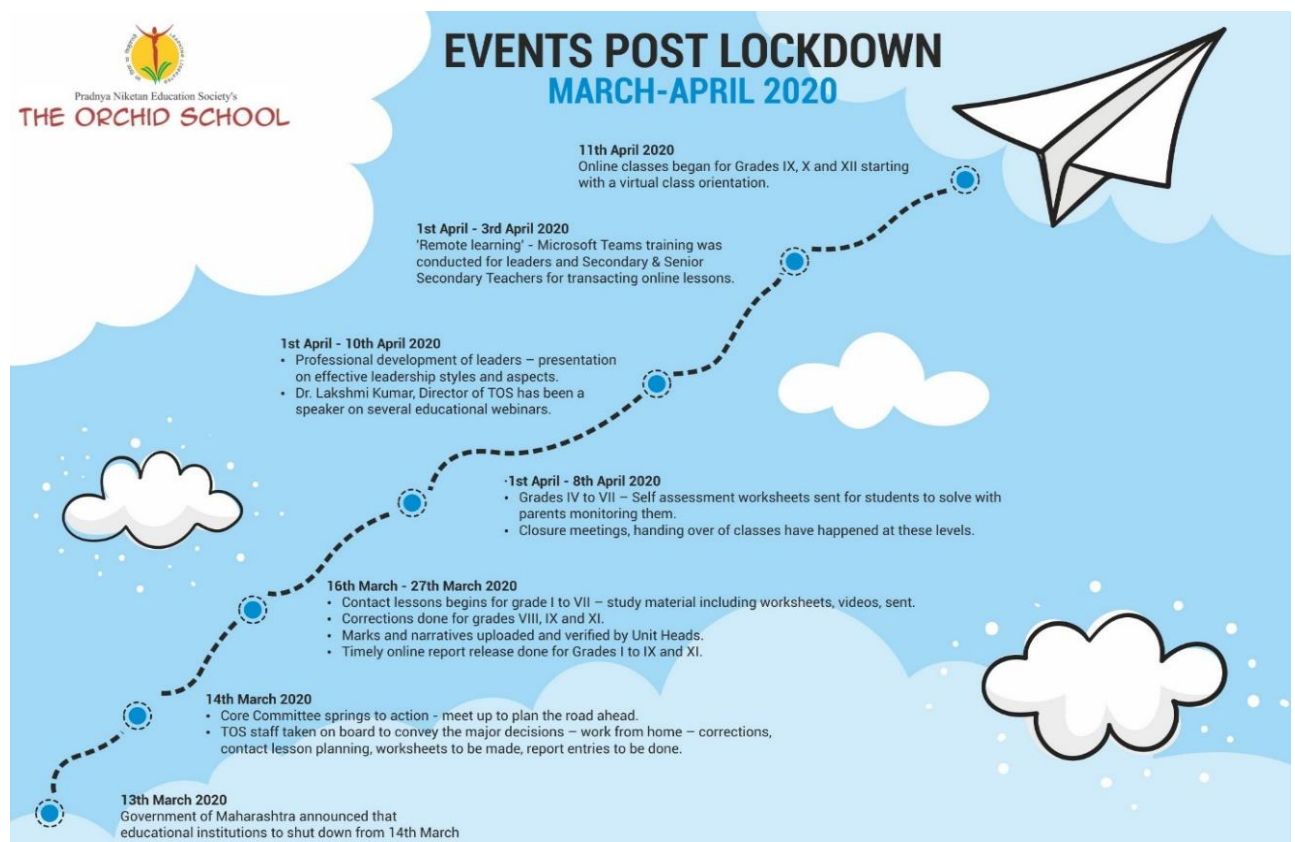 Pradnya Niketan Education Society's
THE ORCHID SCHOOL
EVENTS POST LOCKDOWN
MARCH-APRIL 2020
11th April 2020
Online classes began for Grades IX, X and XII starting
with a virtual class orientation.
1st April - 3rd April 2020
'Remote learning' - Microsoft Teams training was
conducted for leaders and Secondary & Senior
Secondary Teachers for transacting online lessons.
1st April - 10th April 2020
• Professional development of leaders – presentation
on effective leadership styles and aspects.
• Dr. Lakshmi Kumar, Director of TOS has been a
speaker on several educational webinars.
·1st April - 8th April 2020
• Grades IV to VII – Self assessment worksheets sent for students to solve with
parents monitoring them.
• Closure meetings, handing over of classes have happened at these levels.
16th March - 27th March 2020
• Contact lessons begins for grade I to VII – study material including worksheets, videos, sent.
• Corrections done for grades VIII, IX and XI.
• Marks and narratives uploaded and verified by Unit Heads.
• Timely online report release done for Grades I to IX and XI.
14th March 2020
• Core Committee springs to action - meet up to plan the road ahead.
• TOS staff taken on board to convey the major decisions – work from home – corrections,
contact lesson planning, worksheets to be made, report entries to be done.
13th March 2020
Government of Maharashtra announced that
educational institutions to shut down from 14th March